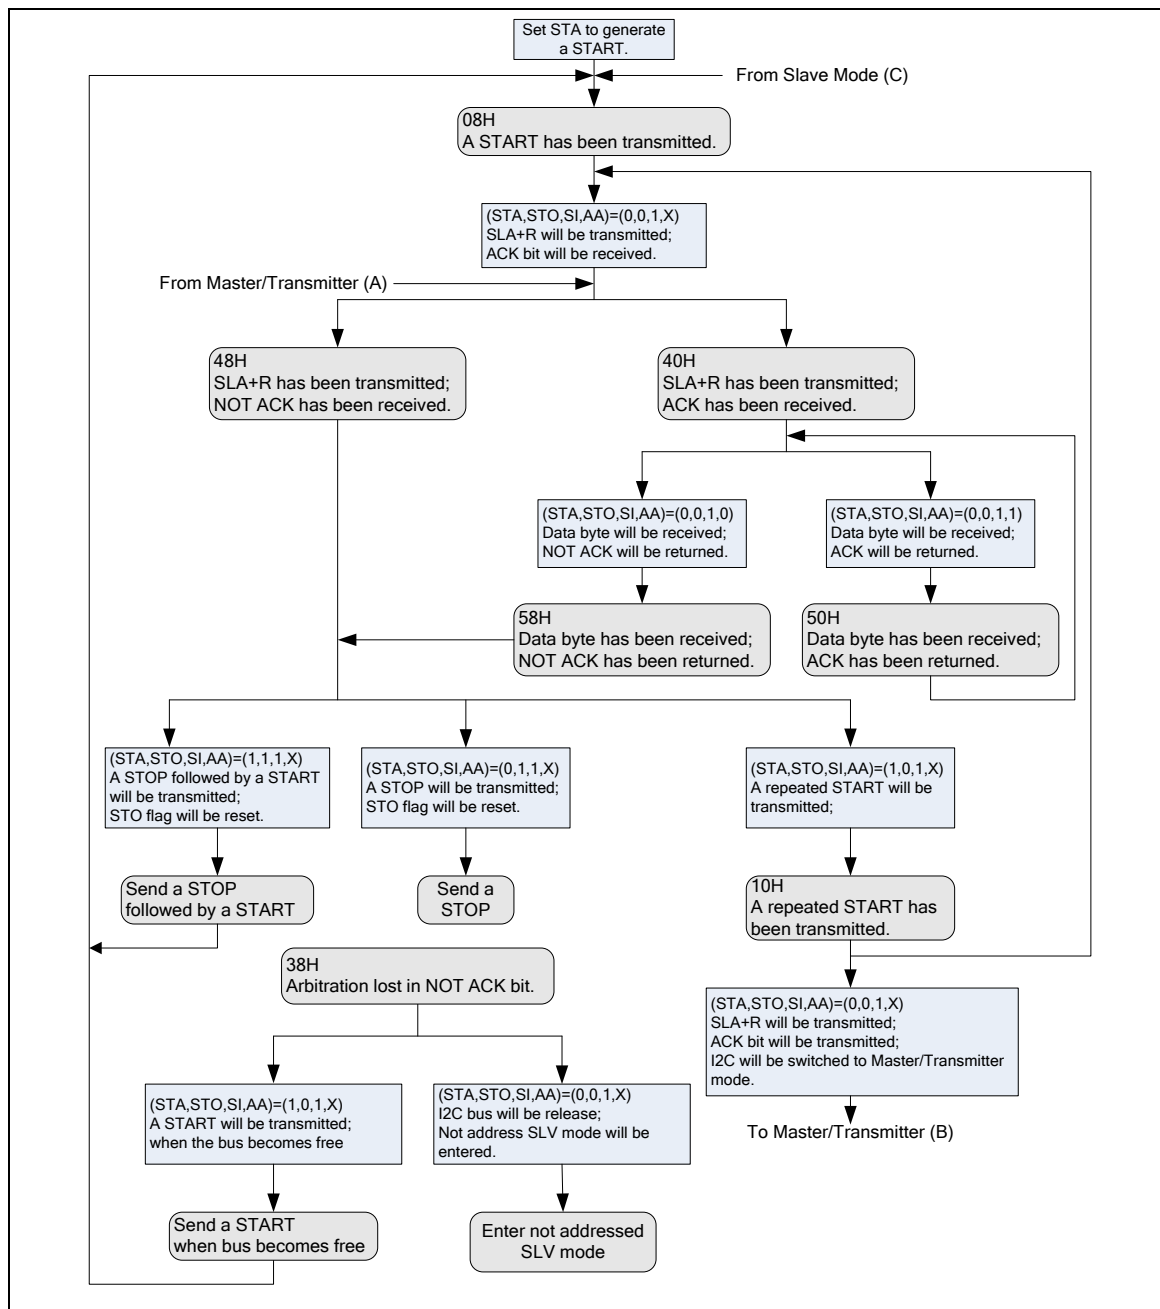 Set STA to generate
a START.
From Slave Mode (C)
08H
A START has been transmitted.
(STA,STO,SI,AA)=(0,0,1,X)
SLA+R will be transmitted;
ACK bit will be received.
From Master/Transmitter (A)
48H
SLA+R has been transmitted;
NOT ACK has been received.
40H
SLA+R has been transmitted;
ACK has been received.
(STA,STO,SI,AA)=(0,0,1,0)
Data byte will be received;
NOT ACK will be returned.
(STA,STO,SI,AA)=(0,0,1,1)
Data byte will be received;
ACK will be returned.
58H
Data byte has been received;
NOT ACK has been returned.
50H
Data byte has been received;
ACK has been returned.
(STA,STO,SI,AA)=(1,1,1,X)
A STOP followed by a START
will be transmitted;
STO flag will be reset.
(STA,STO,SI,AA)=(0,1,1,X)
A STOP will be transmitted;
STO flag will be reset.
(STA,STO,SI,AA)=(1,0,1,X)
A repeated START will be
transmitted;
Send a STOP
followed by a START
Send a
STOP
10H
A repeated START has
been transmitted.
38H
Arbitration lost in NOT ACK bit.
(STA,STO,SI,AA)=(0,0,1,X)
SLA+R will be transmitted;
ACK bit will be transmitted;
I2C will be switched to Master/Transmitter
mode.
(STA,STO,SI,AA)=(1,0,1,X)
A START will be transmitted;
when the bus becomes free
(STA,STO,SI,AA)=(0,0,1,X)
I2C bus will be release;
Not address SLV mode will be
entered.
To Master/Transmitter (B)
Send a START
when bus becomes free
Enter not addressed
SLV mode